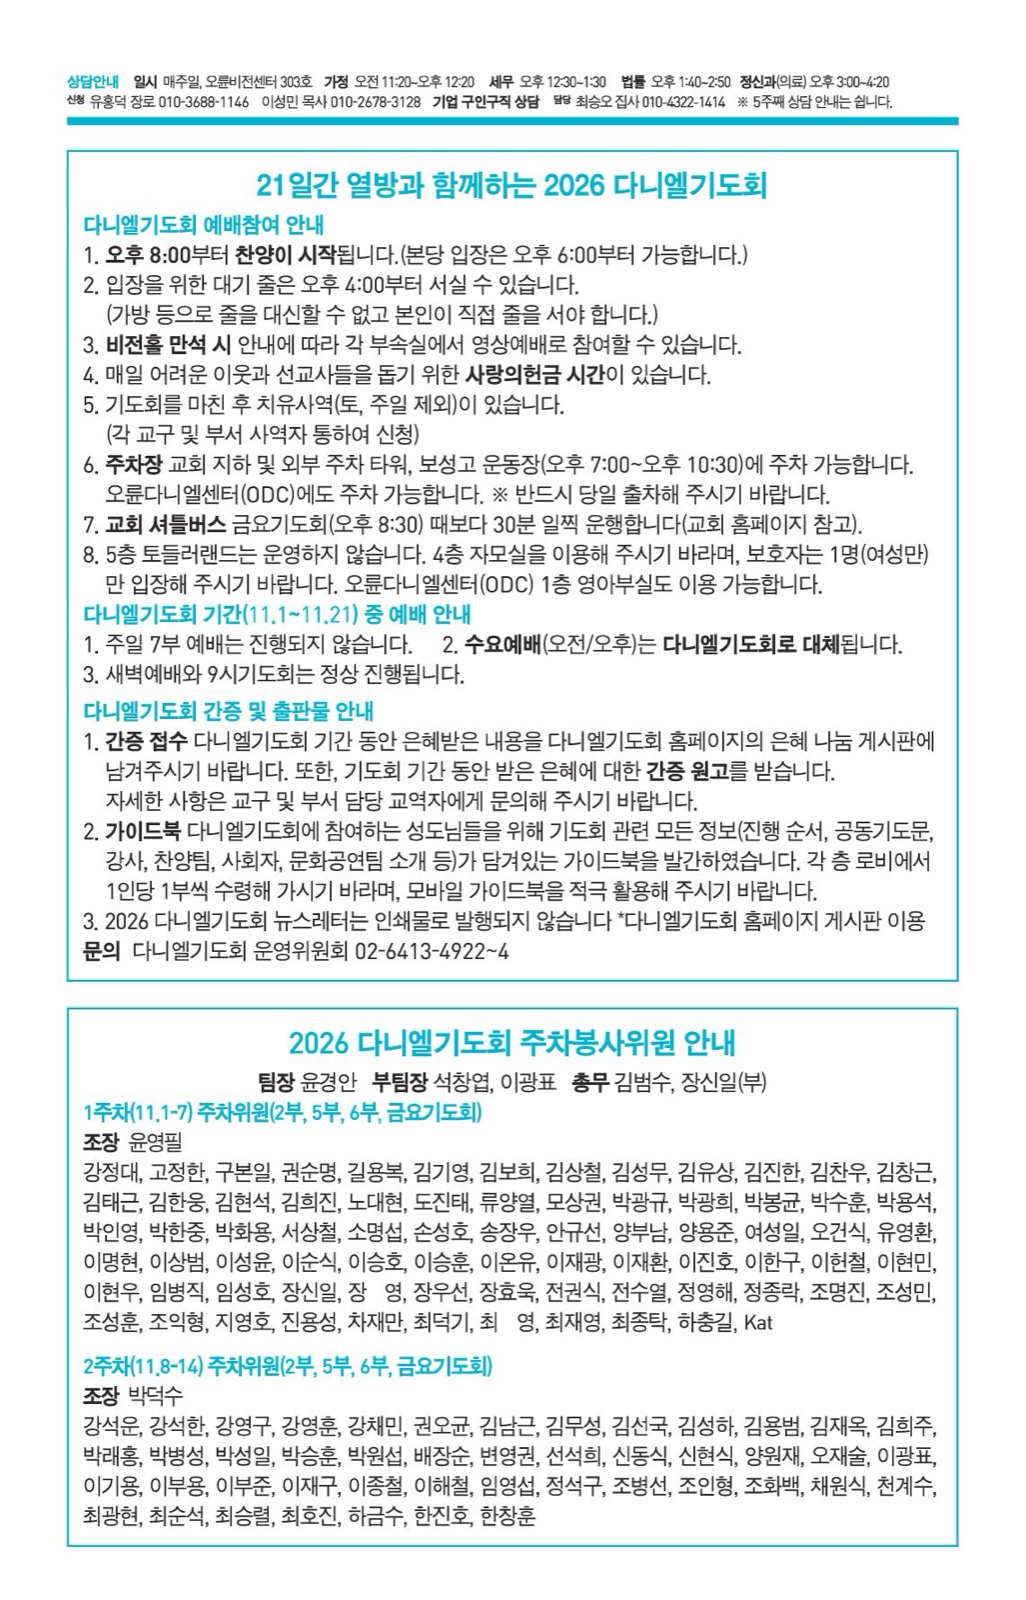 상담안내 일시 매주일, 오륜비전센터 303호 가정 오전 11:20~오후 12:20 세무 오후 12:30~1:30 법률 오후 1:40~2:50 정신과(의료) 오후 3:00~4:20
신청 유홍덕 장로 010-3688-1146 이성민 목사 010-2678-3128 기업 구인구직 상담 담당 최승오 집사 010-4322-1414 ※ 5주째 상담 안내는 쉽니다.
21일간 열방과 함께하는 2026 다니엘기도회
다니엘기도회 예배참여 안내
1. 오후 8:00부터 찬양이 시작됩니다.(본당 입장은 오후 6:00부터 가능합니다.)
2. 입장을 위한 대기 줄은 오후 4:00부터 서실 수 있습니다.
(가방 등으로 줄을 대신할 수 없고 본인이 직접 줄을 서야 합니다.)
3. 비전홀 만석 시 안내에 따라 각 부속실에서 영상예배로 참여할 수 있습니다.
4. 매일 어려운 이웃과 선교사들을 돕기 위한 사랑의헌금 시간이 있습니다.
5. 기도회를 마친 후 치유사역(토, 주일 제외)이 있습니다.
(각 교구 및 부서 사역자 통하여 신청)
6. 주차장 교회 지하 및 외부 주차 타워, 보성고 운동장(오후 7:00~오후 10:30)에 주차 가능합니다.
오륜다니엘센터(ODC)에도 주차 가능합니다. ※ 반드시 당일 출차해 주시기 바랍니다.
7. 교회 셔틀버스 금요기도회(오후 8:30) 때보다 30분 일찍 운행합니다(교회 홈페이지 참고).
8. 5층 토들러랜드는 운영하지 않습니다. 4층 자모실을 이용해 주시기 바라며, 보호자는 1명(여성만)
만 입장해 주시기 바랍니다. 오륜다니엘센터(ODC) 1층 영아부실도 이용 가능합니다.
다니엘기도회 기간(11.1~11.21) 중 예배 안내
1. 주일 7부 예배는 진행되지 않습니다. 2. 수요예배(오전/오후)는 다니엘기도회로 대체됩니다.
3. 새벽예배와 9시기도회는 정상 진행됩니다.
다니엘기도회 간증 및 출판물 안내
1. 간증 접수 다니엘기도회 기간 동안 은혜받은 내용을 다니엘기도회 홈페이지의 은혜 나눔 게시판에
남겨주시기 바랍니다. 또한, 기도회 기간 동안 받은 은혜에 대한 간증 원고를 받습니다.
자세한 사항은 교구 및 부서 담당 교역자에게 문의해 주시기 바랍니다.
2. 가이드북 다니엘기도회에 참여하는 성도님들을 위해 기도회 관련 모든 정보(진행 순서, 공동기도문,
강사, 찬양팀, 사회자, 문화공연팀 소개 등)가 담겨있는 가이드북을 발간하였습니다. 각 층 로비에서
1인당 1부씩 수령해 가시기 바라며, 모바일 가이드북을 적극 활용해 주시기 바랍니다.
3. 2026 다니엘기도회 뉴스레터는 인쇄물로 발행되지 않습니다 *다니엘기도회 홈페이지 게시판 이용
문의 다니엘기도회 운영위원회 02-6413-4922~4
2026 다니엘기도회 주차봉사위원 안내
팀장 윤경안 부팀장 석창엽, 이광표 총무 김범수, 장신일(부)
1주차(11.1-7) 주차위원(2부, 5부, 6부, 금요기도회)
조장 윤영필
강정대, 고정한, 구본일, 권순명, 길용복, 김기영, 김보희, 김상철, 김성무, 김유상, 김진한, 김찬우, 김창근,
김태근, 김한웅, 김현석, 김희진, 노대현, 도진태, 류양열, 모상권, 박광규, 박광희, 박봉균, 박수훈, 박용석,
박인영, 박한중, 박화용, 서상철, 소명섭, 손성호, 송장우, 안규선, 양부남, 양용준, 여성일, 오건식, 유영환,
이명현, 이상범, 이성윤, 이순식, 이승호, 이승훈, 이온유, 이재광, 이재환, 이진호, 이한구, 이헌철, 이현민,
이현우, 임병직, 임성호, 장신일, 장 영, 장우선, 장효욱, 전권식, 전수열, 정영해, 정종락, 조명진, 조성민,
조성훈, 조익형, 지영호, 진용성, 차재만, 최덕기, 최 영, 최재영, 최종탁, 하충길, Kat
2주차(11.8-14) 주차위원(2부, 5부, 6부, 금요기도회)
조장 박덕수
강석운, 강석한, 강영구, 강영훈, 강채민, 권오균, 김남근, 김무성, 김선국, 김성하, 김용범, 김재옥, 김희주,
박래홍, 박병성, 박성일, 박승훈, 박원섭, 배장순, 변영권, 선석희, 신동식, 신현식, 양원재, 오재술, 이광표,
이기용, 이부용, 이부준, 이재구, 이종철, 이해철, 임영섭, 정석구, 조병선, 조인형, 조화백, 채원식, 천계수,
최광현, 최순석, 최승렬, 최호진, 하금수, 한진호, 한창훈